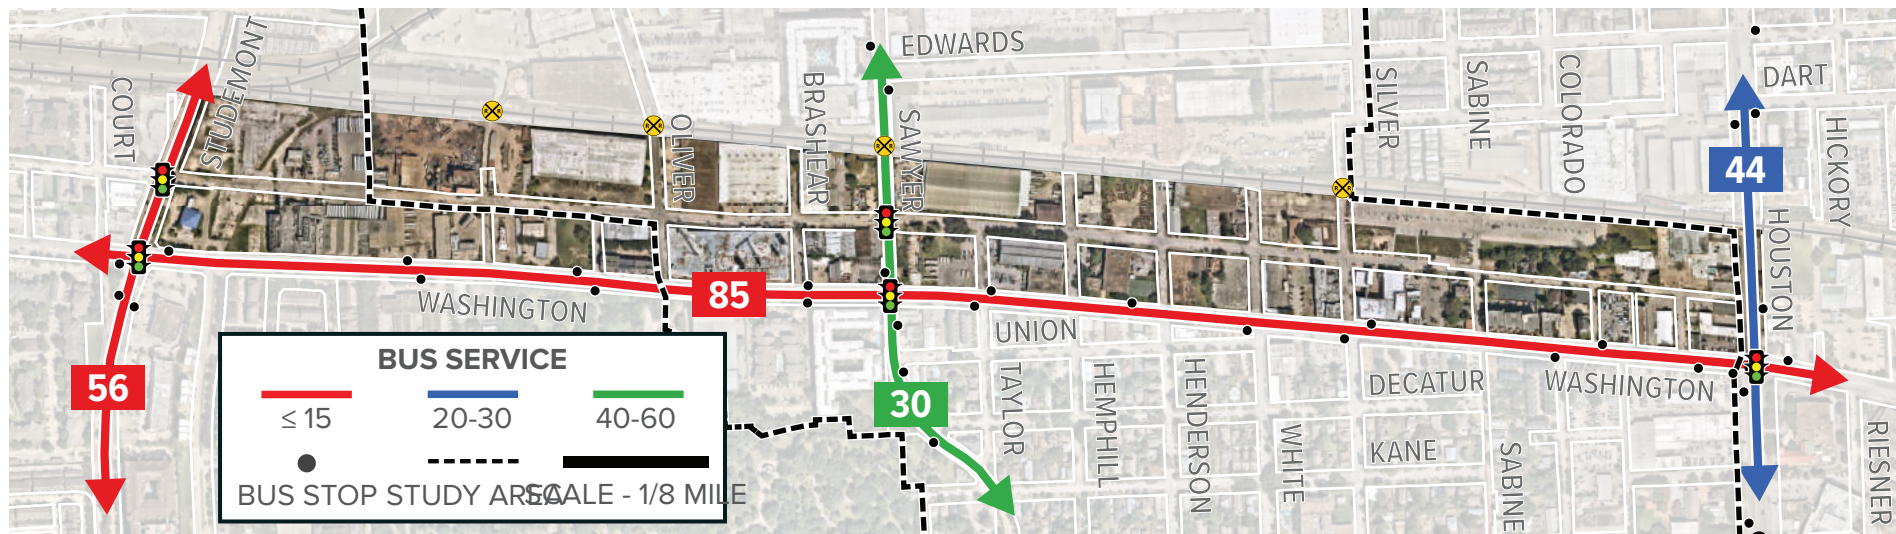 EDWARDS
DART
COURT
STUDEMONT
OLIVER
BRASHEAR
SAWYER
SILVER
SABINE
COLORADO
HICKORY
44
HOUSTON
WASHINGTON
85
UNION
56
30
TAYLOR
HEMPHILL
HENDERSON
WHITE
DECATUR
WASHINGTON
KANE
SABINE
RIESNER
BUS SERVICE
≤ 15
20-30
40-60
BUS STOP
STUDY AREA
SCALE - 1/8 MILE